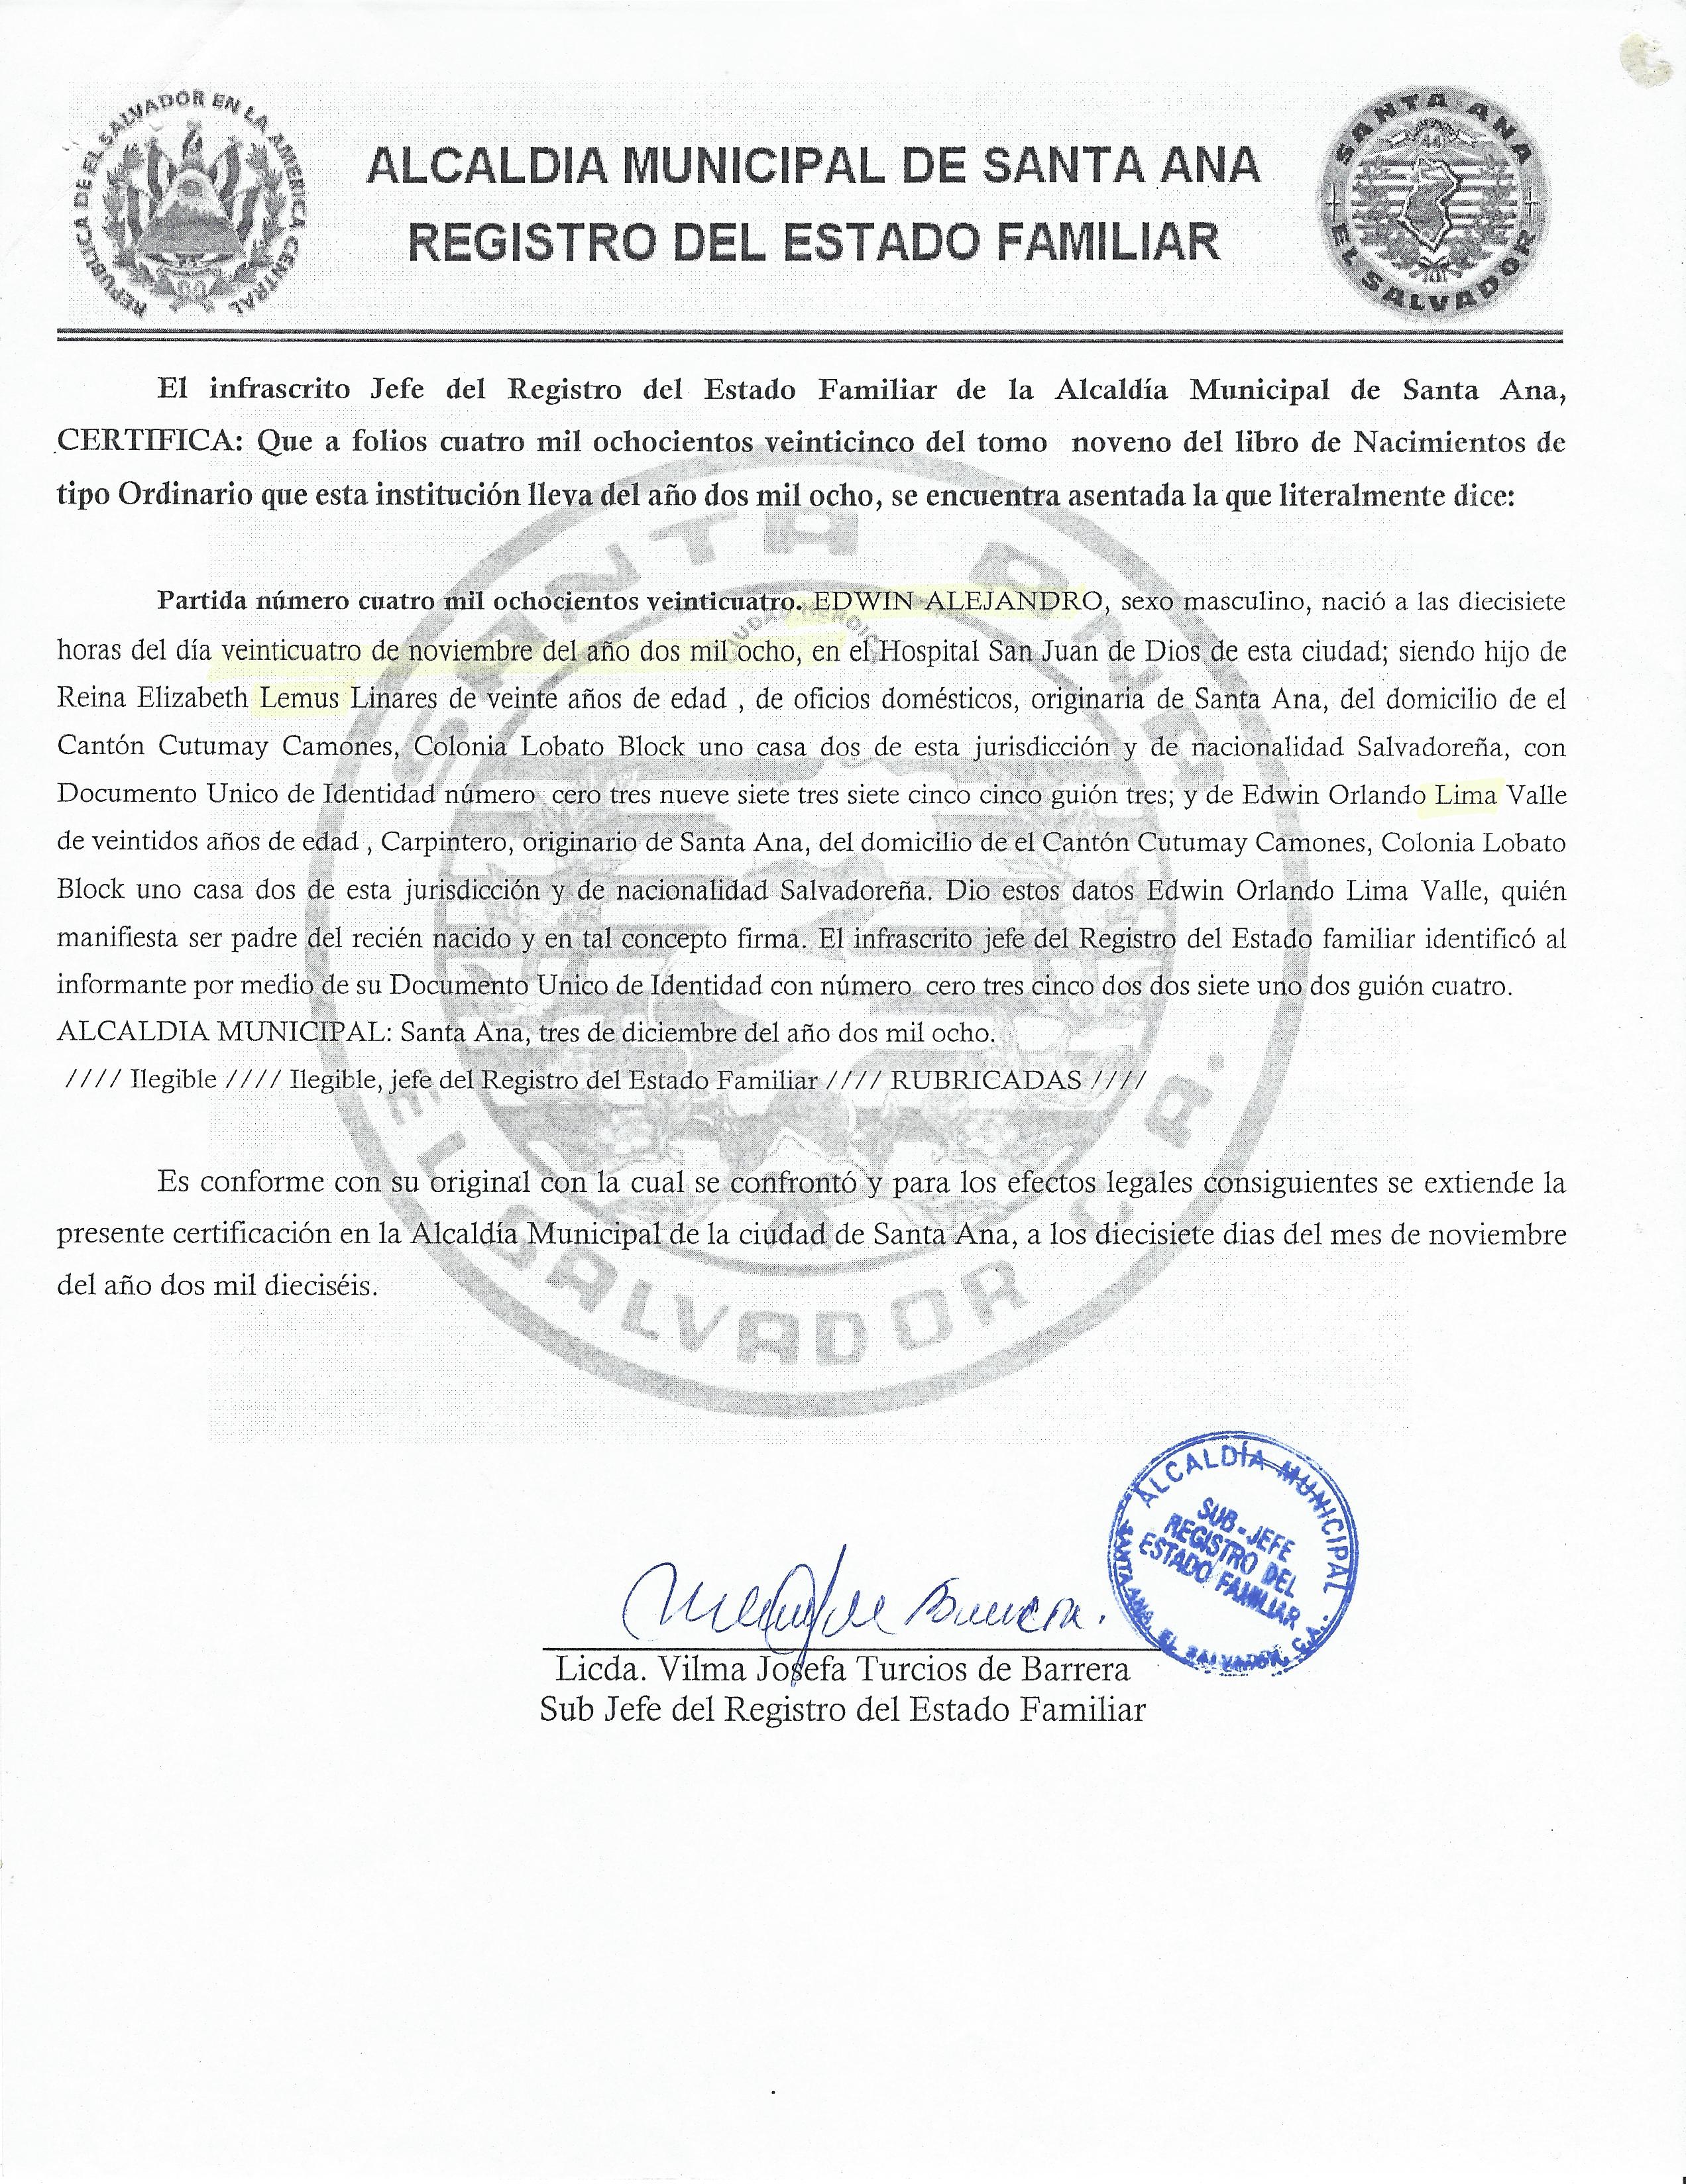 REPUBLICA DE EL SALVADOR EN LA AMERICA CENTRAL
ALCALDIA MUNICIPAL DE SANTA ANA
REGISTRO DEL ESTADO FAMILIAR
SANTA ANA
EL SALVADOR
El infrascrito Jefe del Registro del Estado Familiar de la Alcaldía Municipal de Santa Ana,
CERTIFICA: Que a folios cuatro mil ochocientos veinticinco del tomo noveno del libro de Nacimientos de
tipo Ordinario que esta institución lleva del año dos mil ocho, se encuentra asentada la que literalmente dice:
Partida número cuatro mil ochocientos veinticuatro. EDWIN ALEJANDRO, sexo masculino, nació a las diecisiete
horas del día veinticuatro de noviembre del año dos mil ocho, en el Hospital San Juan de Dios de esta ciudad; siendo hijo de
Reina Elizabeth Lemus Linares de veinte años de edad , de oficios domésticos, originaria de Santa Ana, del domicilio de el
Cantón Cutumay Camones, Colonia Lobato Block uno casa dos de esta jurisdicción y de nacionalidad Salvadoreña, con
Documento Unico de Identidad número cero tres nueve siete tres siete cinco cinco guión tres; y de Edwin Orlando Lima Valle
de veintidos años de edad , Carpintero, originario de Santa Ana, del domicilio de el Cantón Cutumay Camones, Colonia Lobato
Block uno casa dos de esta jurisdicción y de nacionalidad Salvadoreña. Dio estos datos Edwin Orlando Lima Valle, quién
manifiesta ser padre del recién nacido y en tal concepto firma. El infrascrito jefe del Registro del Estado familiar identificó al
informante por medio de su Documento Unico de Identidad con número cero tres cinco dos dos siete uno dos guión cuatro.
ALCALDIA MUNICIPAL: Santa Ana, tres de diciembre del año dos mil ocho.
//// Ilegible //// Ilegible, jefe del Registro del Estado Familiar //// RUBRICADAS ////
Es conforme con su original con la cual se confrontó y para los efectos legales consiguientes se extiende la
presente certificación en la Alcaldía Municipal de la ciudad de Santa Ana, a los diecisiete dias del mes de noviembre
del año dos mil dieciséis.
SANTA ANA
EL SALVADOR C. A.
ALCALDÍA MUNICIPAL
SUB-JEFE
REGISTRO DEL
ESTADO FAMILIAR
SANTA ANA, EL SALVADOR, C.A.
Licda. Vilma Josefa Turcios de Barrera
Sub Jefe del Registro del Estado Familiar